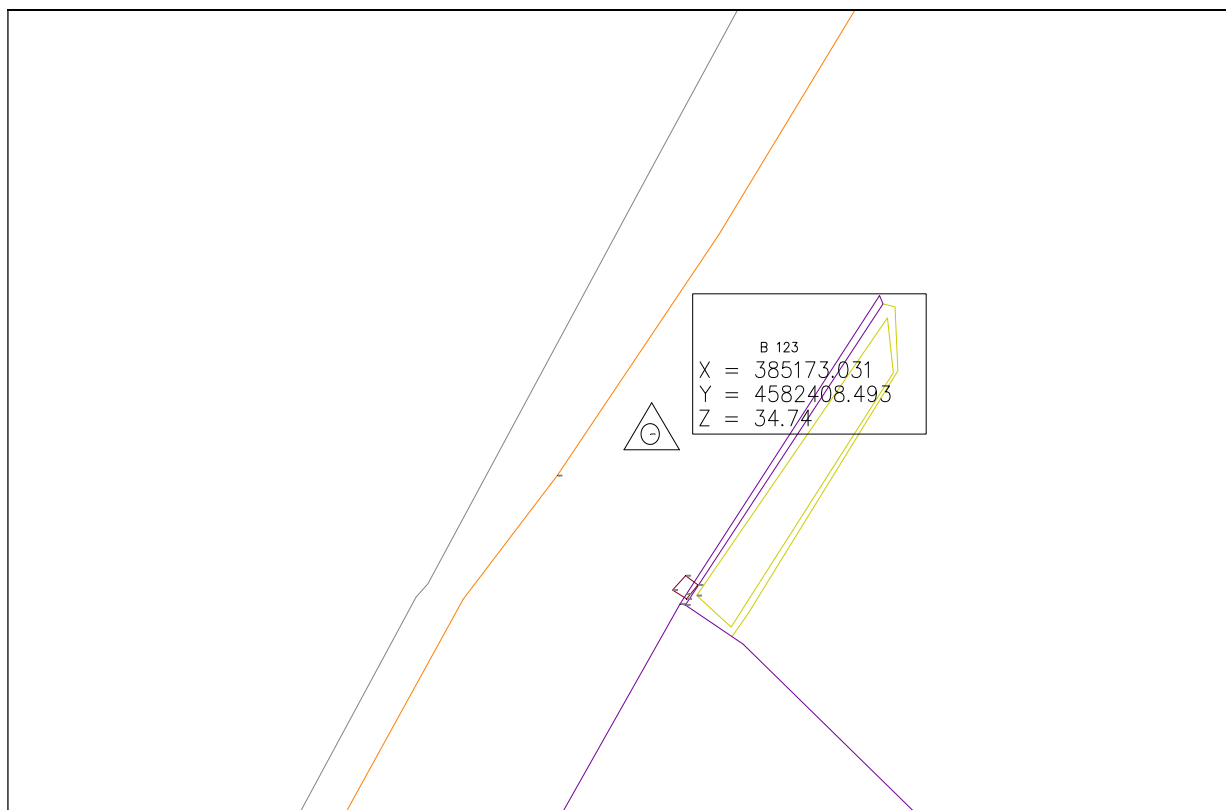 B 123
X = 385173.031
Y = 4582408.493
Z = 34.74